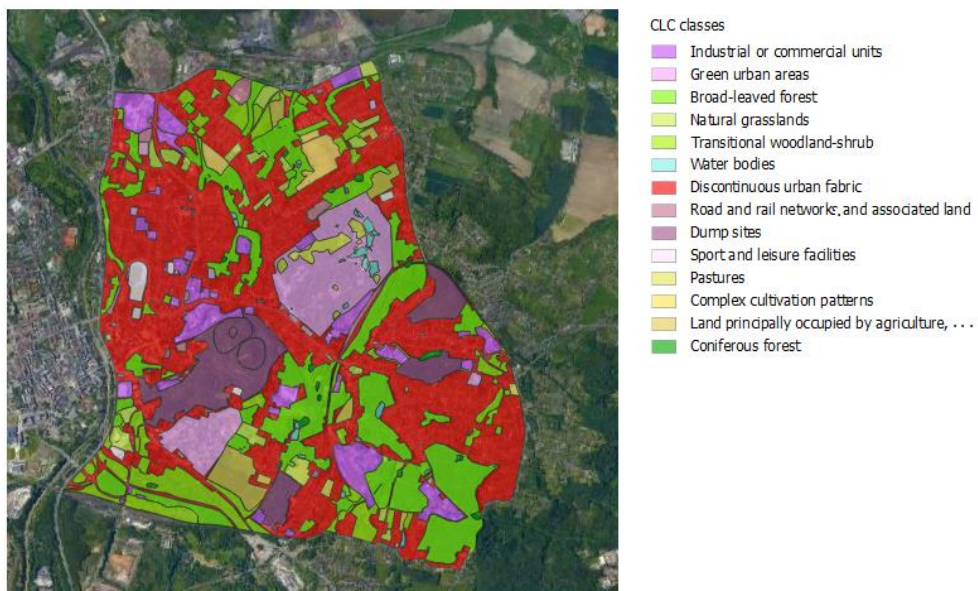 CLC classes
Industrial or commercial units
Green urban areas
Broad-leaved forest
Natural grasslands
Transitional woodland-shrub
Water bodies
Discontinuous urban fabric
Road and rail networks and associated land
Dump sites
Sport and leisure facilities
Pastures
Complex cultivation patterns
Land principally occupied by agriculture, ...
Coniferous forest